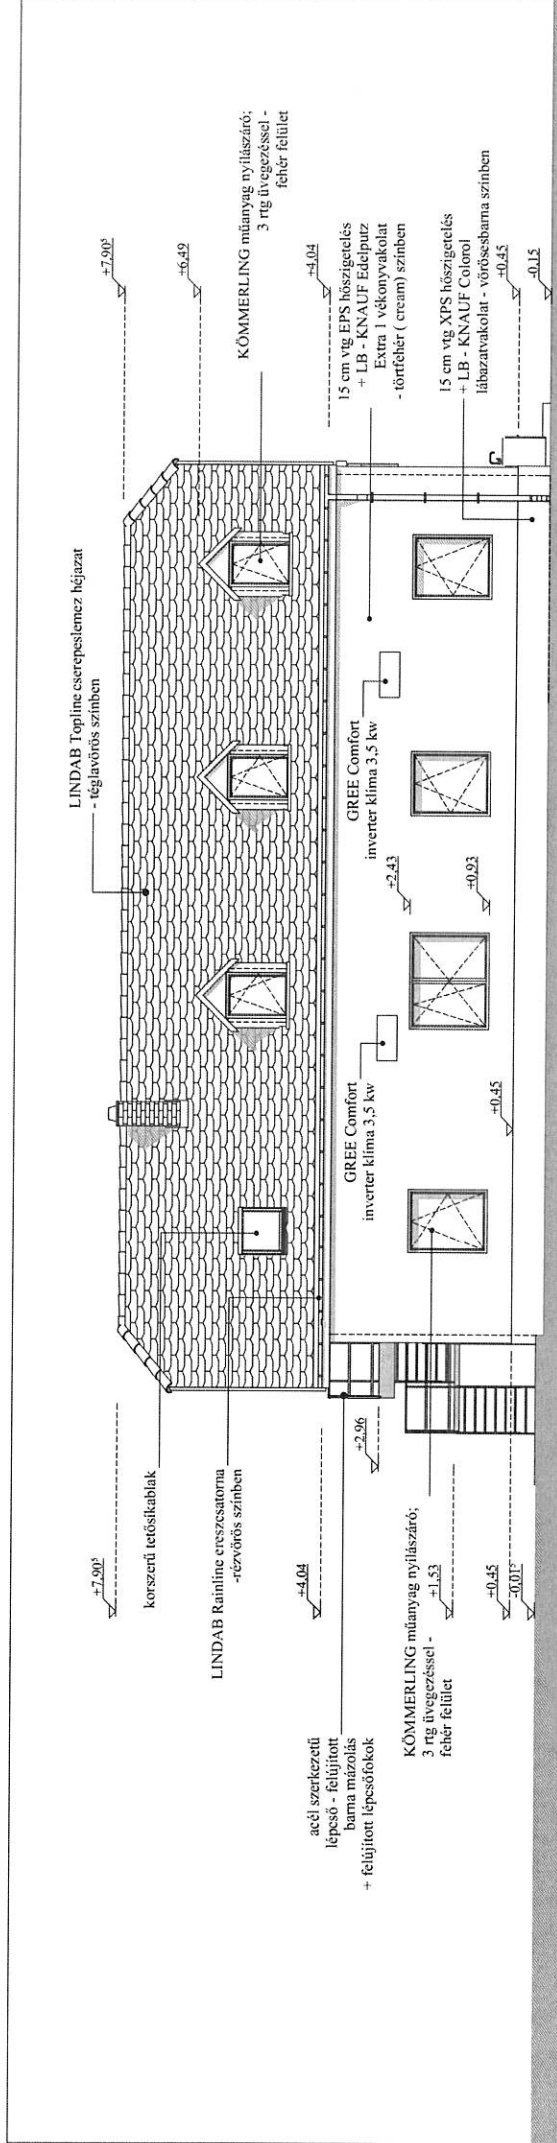 LINDAB Topline cserepeslemez héjazat
- téglavörös színben
+7,90⁵
+6,49
KÖMMERLING műanyag nyílászáró;
3 rtg üvegezéssel -
fehér felület
+4,04
15 cm vtg EPS hőszigetelés
+ LB - KNAUF Edelputz
Extra 1 vékonyvakolat
- törtfehér ( cream) színben
15 cm vtg XPS hőszigetelés
+ LB - KNAUF Colorol
lábazatvakolat - vörösesbarna színben
+0,45
-0,15
GREE Comfort
inverter klíma 3,5 kw
+2,43
+0,93
GREE Comfort
inverter klíma 3,5 kw
+0,45
+7,90⁵
korszerű tetősíkablak
LINDAB Rainline ereszcsatorna
-rézvörös színben
+4,04
+2,96
acél szerkezetű
lépcső - felújított
barna mázolás
+ felújított lépcsőfokok
KÖMMERLING műanyag nyílászáró;
3 rtg üvegezéssel -
fehér felület
+1,53
+0,45
-0,01⁵